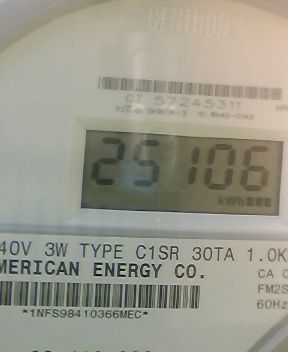 CENTRON
07 57245311
25106
kWh
40V 3W TYPE C1SR 30TA 1.0K
MERICAN ENERGY CO.
CA
FM2S
60Hz
*1NFS98410366MEC*